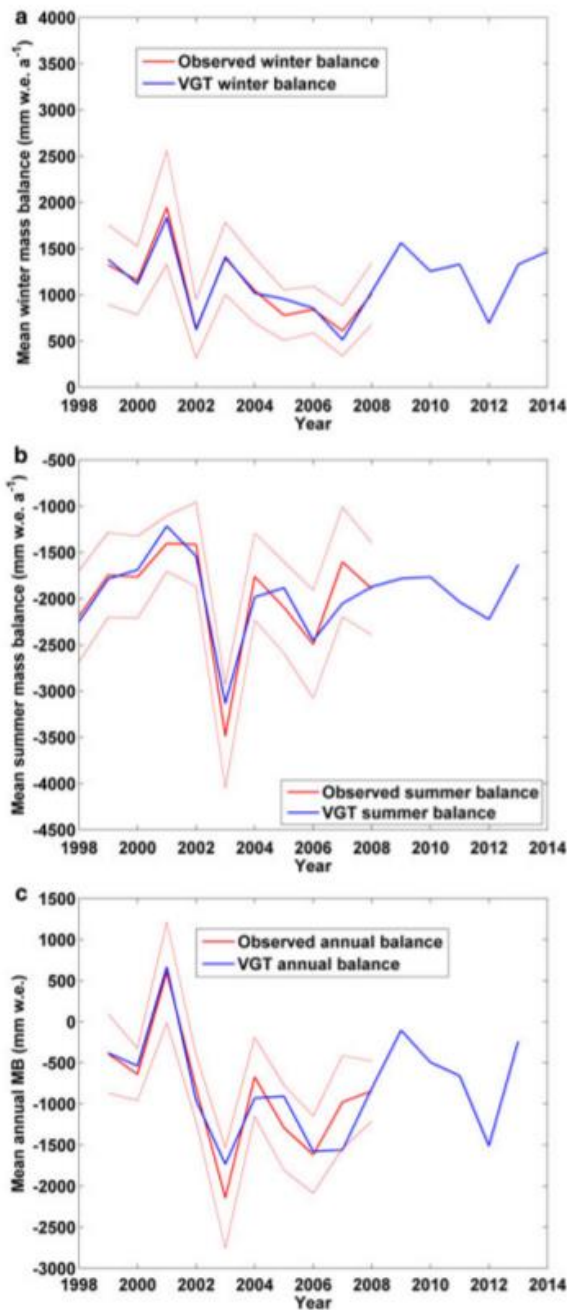 a
Mean winter mass balance (mm w.e. a-1)
4000
3500
3000
2500
2000
1500
1000
500
0
Observed winter balance
VGT winter balance
1998 2000 2002 2004 2006 2008 2010 2012 2014
Year
b
Mean summer mass balance (mm w.e. a-1)
-500
-1000
-1500
-2000
-2500
-3000
-3500
-4000
-4500
Observed summer balance
VGT summer balance
1998 2000 2002 2004 2006 2008 2010 2012 2014
Year
c
Mean annual MB (mm w.e.)
1500
1000
500
0
-500
-1000
-1500
-2000
-2500
-3000
Observed annual balance
VGT annual balance
1998 2000 2002 2004 2006 2008 2010 2012 2014
Year